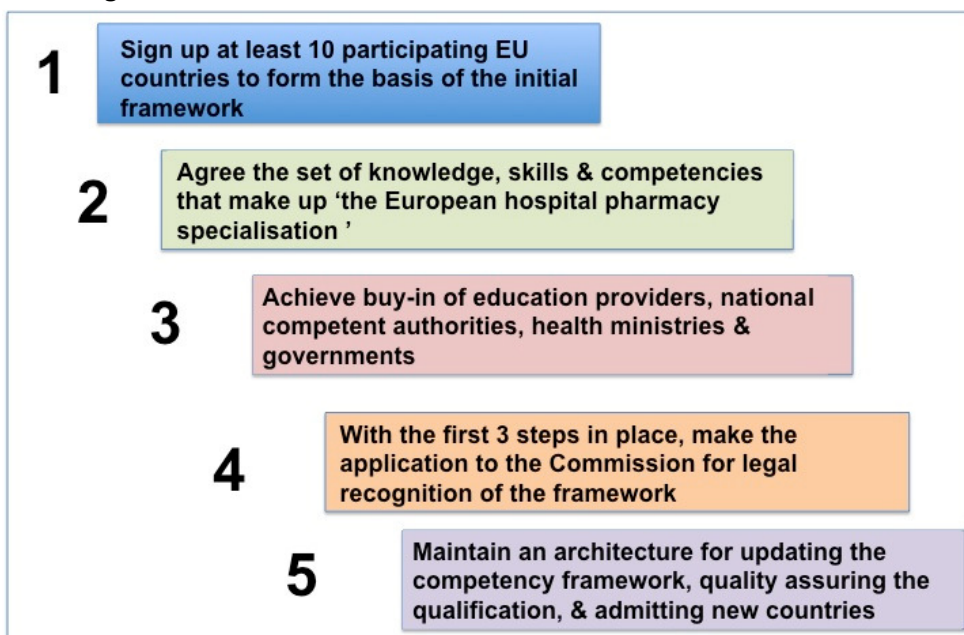 1
Sign up at least 10 participating EU
countries to form the basis of the initial
framework
2
Agree the set of knowledge, skills & competencies
that make up ‘the European hospital pharmacy
specialisation ’
3
Achieve buy-in of education providers, national
competent authorities, health ministries &
governments
4
With the first 3 steps in place, make the
application to the Commission for legal
recognition of the framework
5
Maintain an architecture for updating the
competency framework, quality assuring the
qualification, & admitting new countries